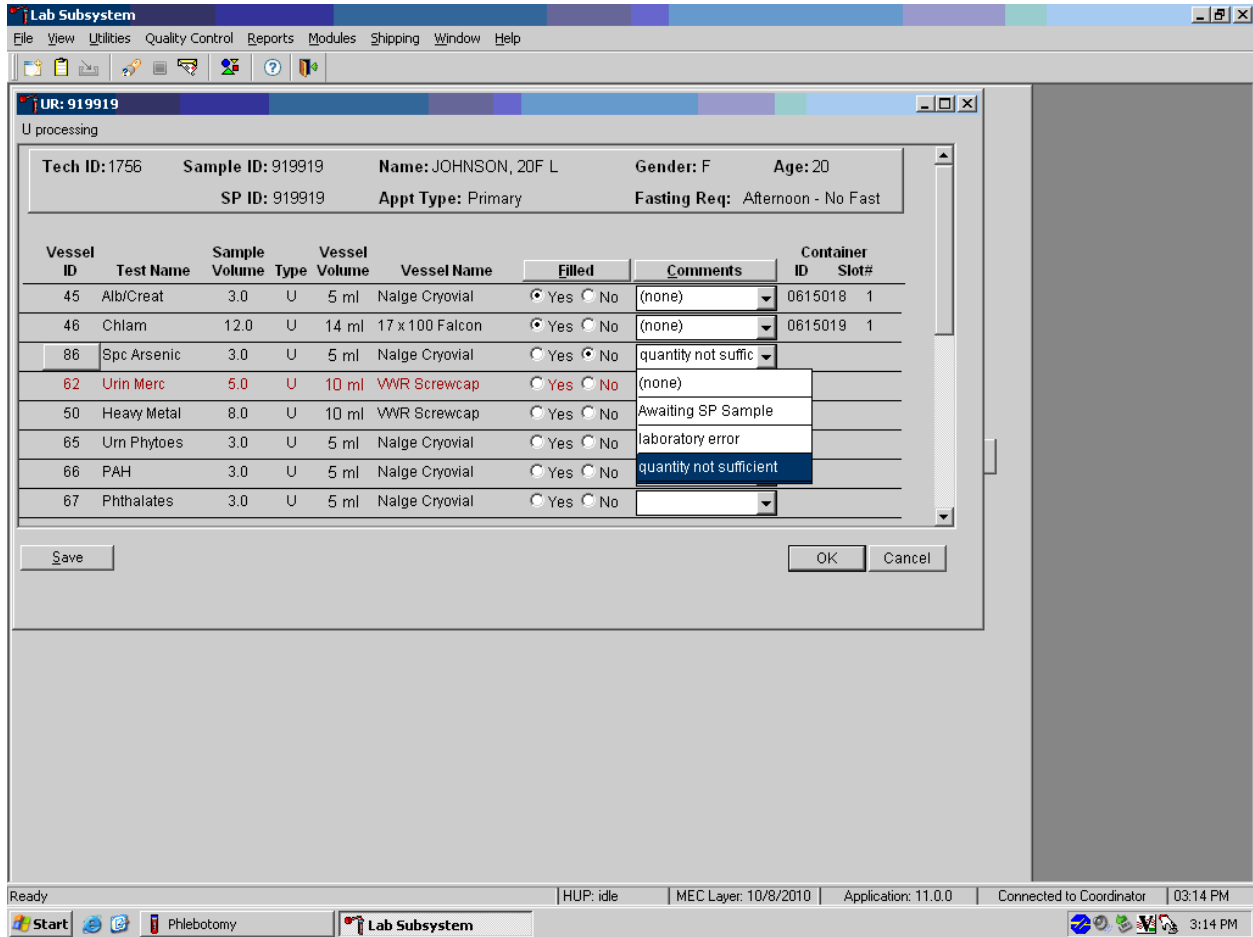 Lab Subsystem
File View Utilities Quality Control Reports Modules Shipping Window Help
UR: 919919
U processing
Tech ID: 1756 Sample ID: 919919 Name: JOHNSON, 20F L Gender: F Age: 20
SP ID: 919919 Appt Type: Primary Fasting Req: Afternoon - No Fast
Vessel Sample Vessel Container
ID Test Name Volume Type Volume Vessel Name Filled Comments ID Slot#
45 Alb/Creat 3.0 U 5 ml Nalge Cryovial Yes No (none) 0615018 1
46 Chlam 12.0 U 14 ml 17 x 100 Falcon Yes No (none) 0615019 1
86 Spc Arsenic 3.0 U 5 ml Nalge Cryovial Yes No quantity not suffic
62 Urin Merc 5.0 U 10 ml VWR Screwcap Yes No (none)
50 Heavy Metal 8.0 U 10 ml VWR Screwcap Yes No Awaiting SP Sample
65 Urn Phytoes 3.0 U 5 ml Nalge Cryovial Yes No laboratory error
66 PAH 3.0 U 5 ml Nalge Cryovial Yes No quantity not sufficient
67 Phthalates 3.0 U 5 ml Nalge Cryovial Yes No
Save OK Cancel
Ready HUP: idle MEC Layer: 10/8/2010 Application: 11.0.0 Connected to Coordinator 03:14 PM
Start Phlebotomy Lab Subsystem 3:14 PM